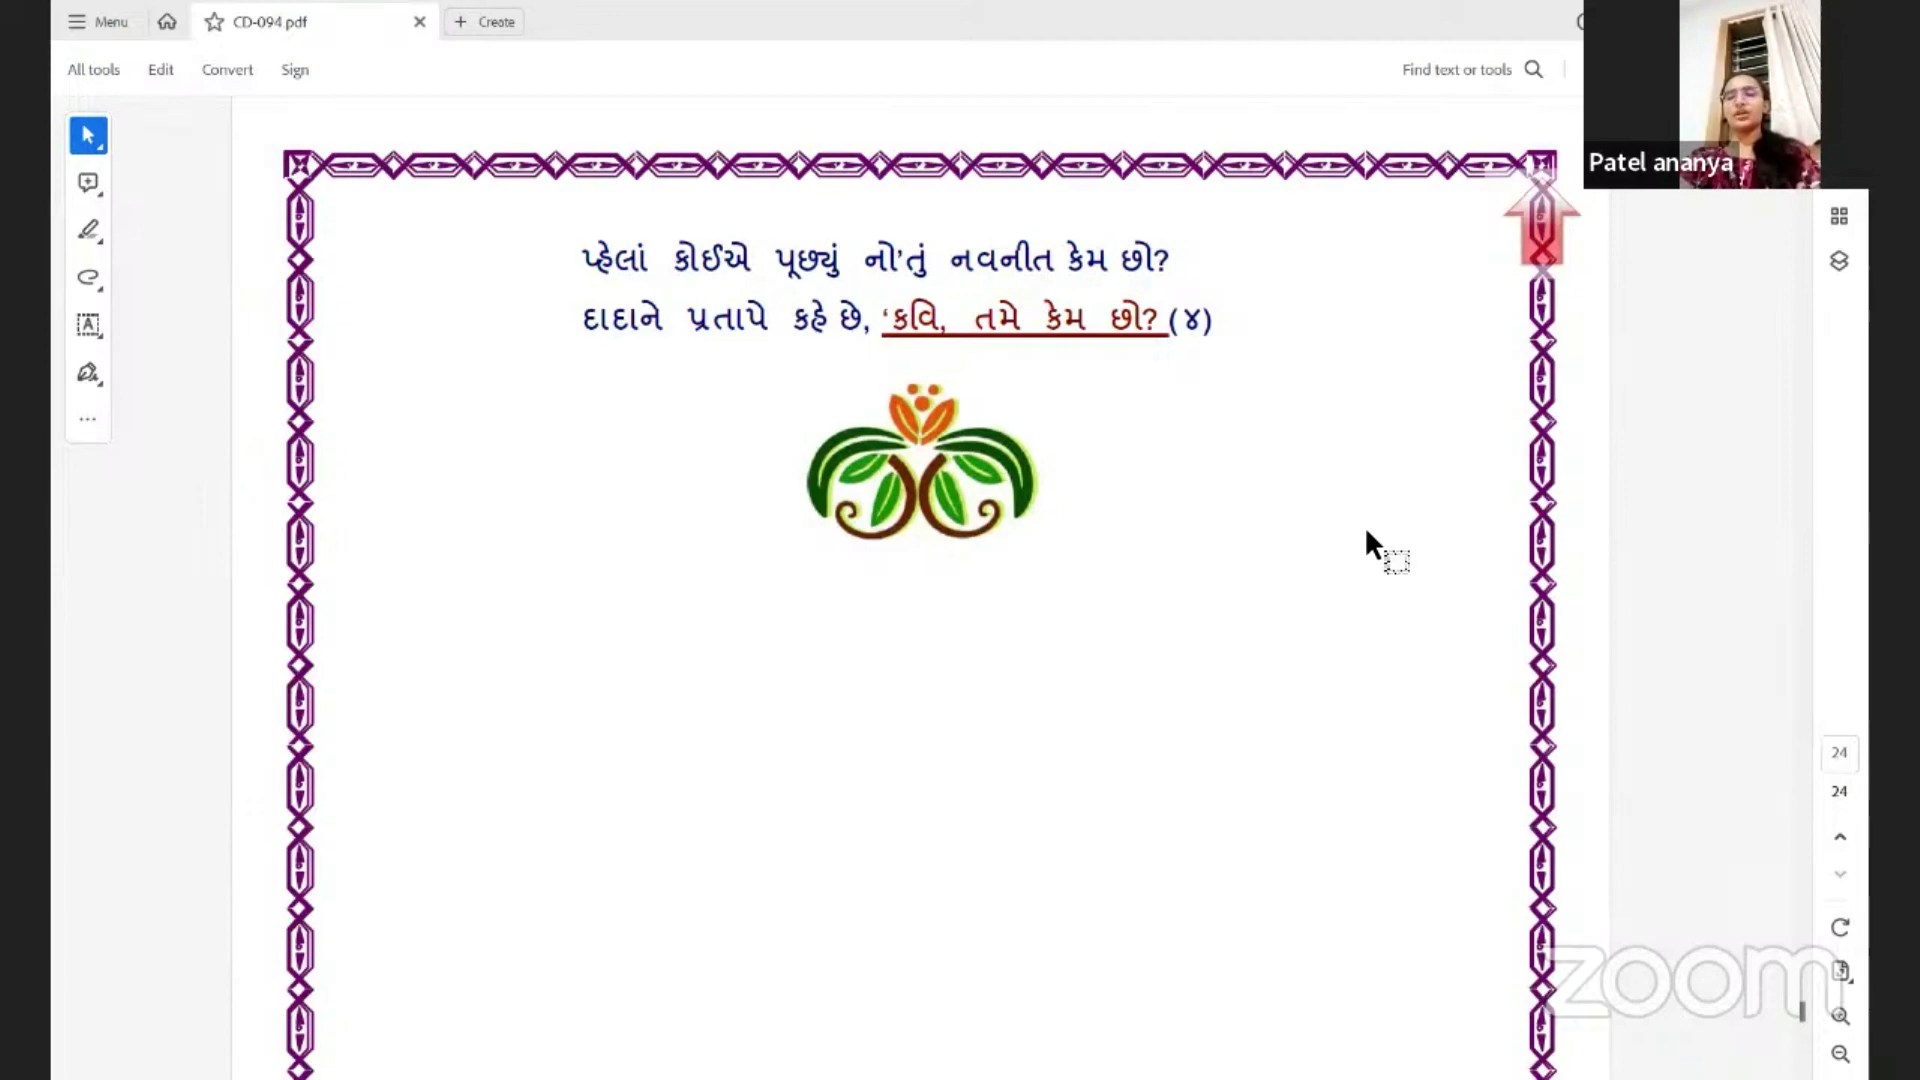 Menu
CD-094 pdf
Create
All tools
Edit
Convert
Sign
Find text or tools
Patel ananya
પ્હેલાં કોઈએ પૂછ્યું નો'તું નવનીત કેમ છો?
દાદાને પ્રતાપે કહે છે, 'કવિ, તમે કેમ છો? (૪)
24
24
zoom